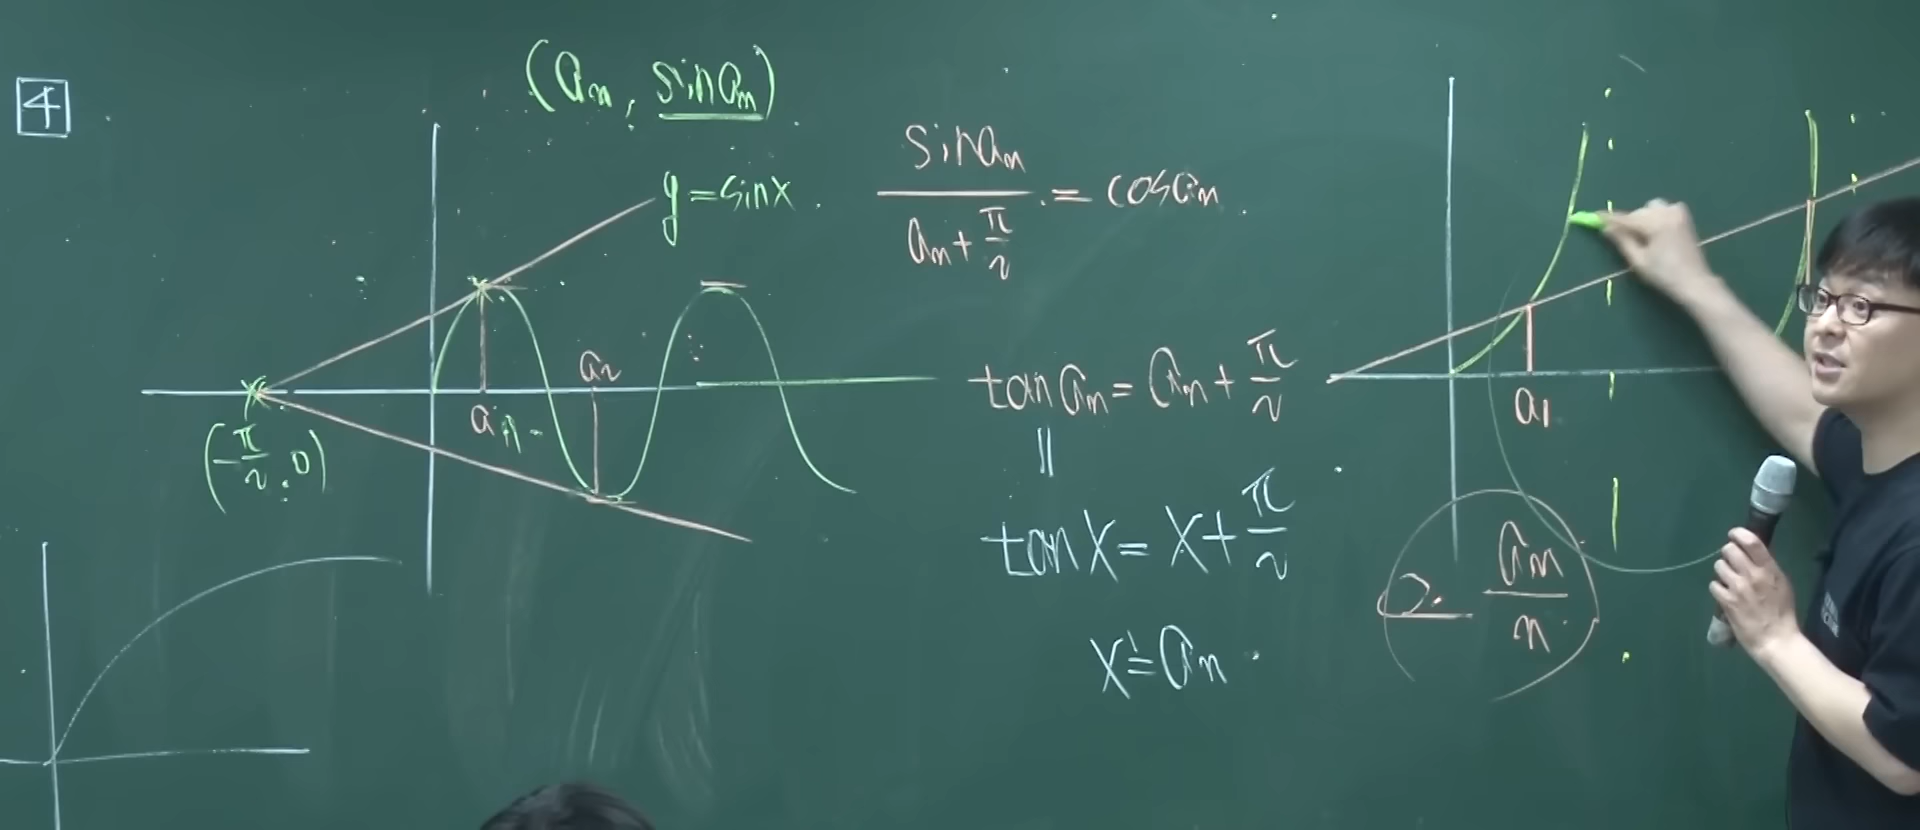 4
(an, sin an)
y = sin x
sin an / (an + π/2) = cos an
a2
a1
(-π/2, 0)
tan an = an + π/2
||
tan x = x + π/2
x = an
a1
an / n